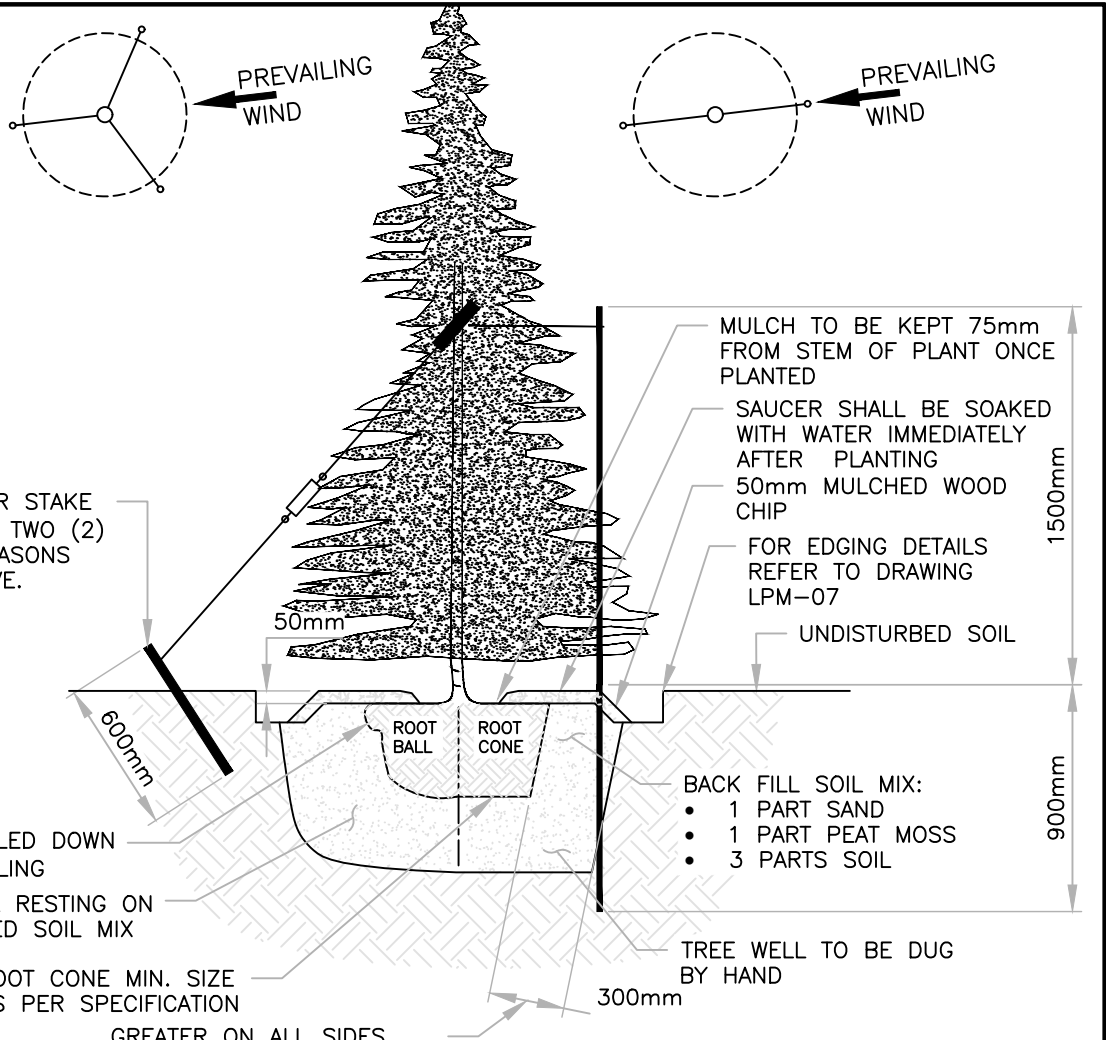 PREVAILING
WIND
PREVAILING
WIND
MULCH TO BE KEPT 75mm
FROM STEM OF PLANT ONCE
PLANTED
SAUCER SHALL BE SOAKED
WITH WATER IMMEDIATELY
AFTER PLANTING
50mm MULCHED WOOD
CHIP
FOR EDGING DETAILS
REFER TO DRAWING
LPM-07
UNDISTURBED SOIL
1500mm
R STAKE
TWO (2)
ASONS
VE.
50mm
600mm
ROOT
BALL
ROOT
CONE
BACK FILL SOIL MIX:
• 1 PART SAND
• 1 PART PEAT MOSS
• 3 PARTS SOIL
900mm
LED DOWN
LING
RESTING ON
ED SOIL MIX
OOT CONE MIN. SIZE
S PER SPECIFICATION
TREE WELL TO BE DUG
BY HAND
300mm
GREATER ON ALL SIDES